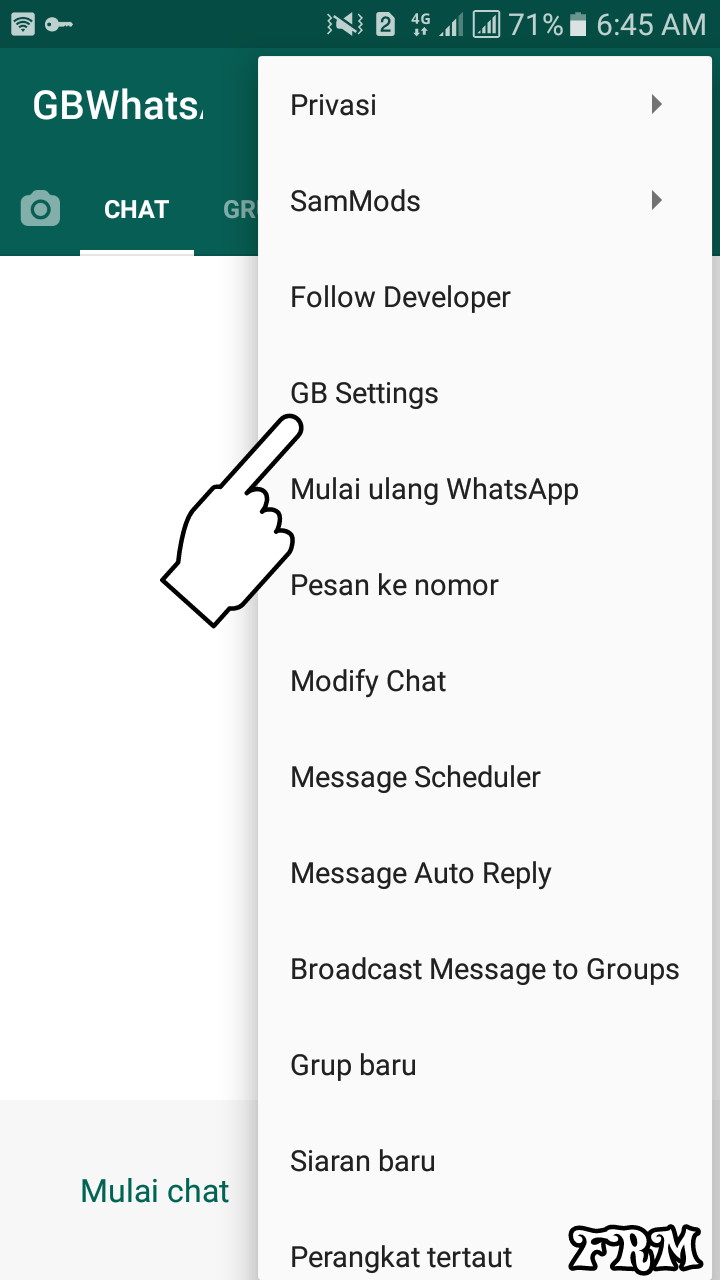 2 4G 71% 6:45 AM
GBWhats
Privasi
SamMods
CHAT
GR
Follow Developer
GB Settings
Mulai ulang WhatsApp
Pesan ke nomor
Modify Chat
Message Scheduler
Message Auto Reply
Broadcast Message to Groups
Grup baru
Siaran baru
Mulai chat
Perangkat tertaut
FRM